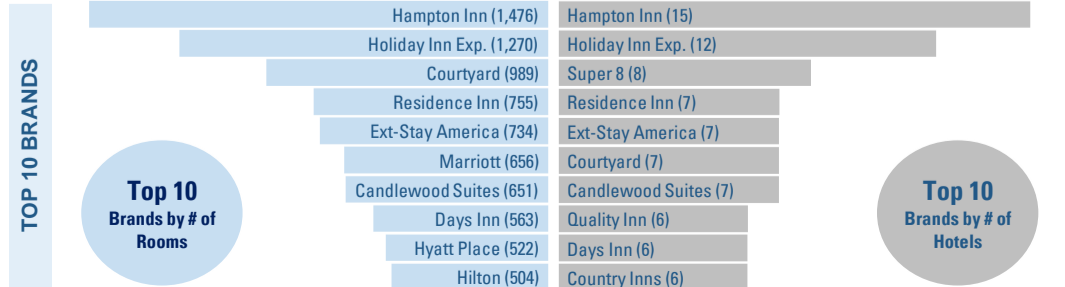 TOP 10 BRANDS
Hampton Inn (1,476)
Holiday Inn Exp. (1,270)
Courtyard (989)
Residence Inn (755)
Ext-Stay America (734)
Marriott (656)
Candlewood Suites (651)
Days Inn (563)
Hyatt Place (522)
Hilton (504)
Top 10
Brands by # of
Rooms
Hampton Inn (15)
Holiday Inn Exp. (12)
Super 8 (8)
Residence Inn (7)
Ext-Stay America (7)
Courtyard (7)
Candlewood Suites (7)
Quality Inn (6)
Days Inn (6)
Country Inns (6)
Top 10
Brands by # of
Hotels